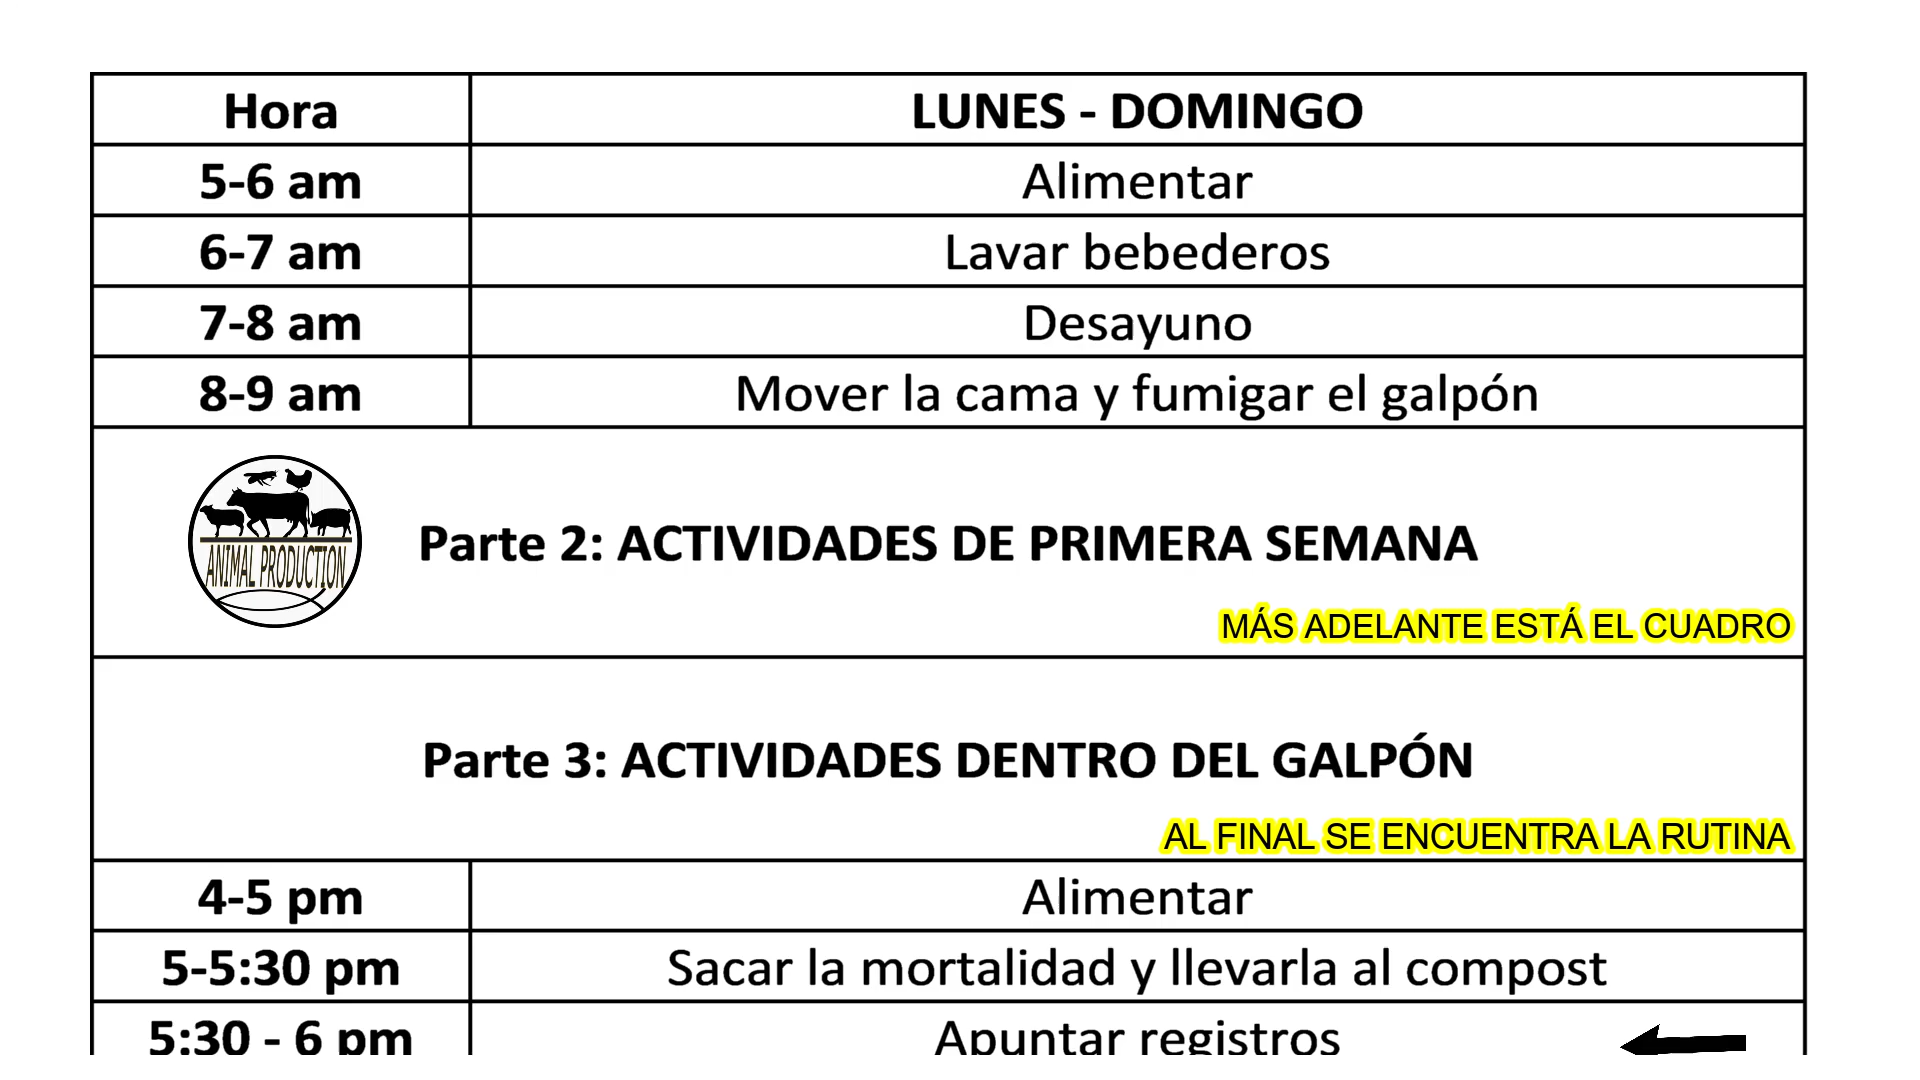 Hora LUNES - DOMINGO
5-6 am Alimentar
6-7 am Lavar bebederos
7-8 am Desayuno
8-9 am Mover la cama y fumigar el galpón
ANIMAL PRODUCTION
Parte 2: ACTIVIDADES DE PRIMERA SEMANA
MÁS ADELANTE ESTÁ EL CUADRO
Parte 3: ACTIVIDADES DENTRO DEL GALPÓN
AL FINAL SE ENCUENTRA LA RUTINA
4-5 pm Alimentar
5-5:30 pm Sacar la mortalidad y llevarla al compost
5:30 - 6 pm Apuntar registros